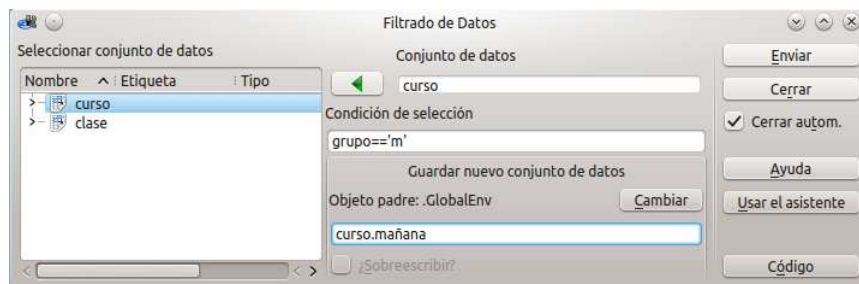 Filtrado de Datos
Seleccionar conjunto de datos
Nombre Etiqueta Tipo
curso
clase
Conjunto de datos
curso
Condición de selección
grupo=='m'
Guardar nuevo conjunto de datos
Objeto padre: .GlobalEnv Cambiar
curso.mañana
¿Sobreescribir?
Enviar
Cerrar
Cerrar autom.
Ayuda
Usar el asistente
Código